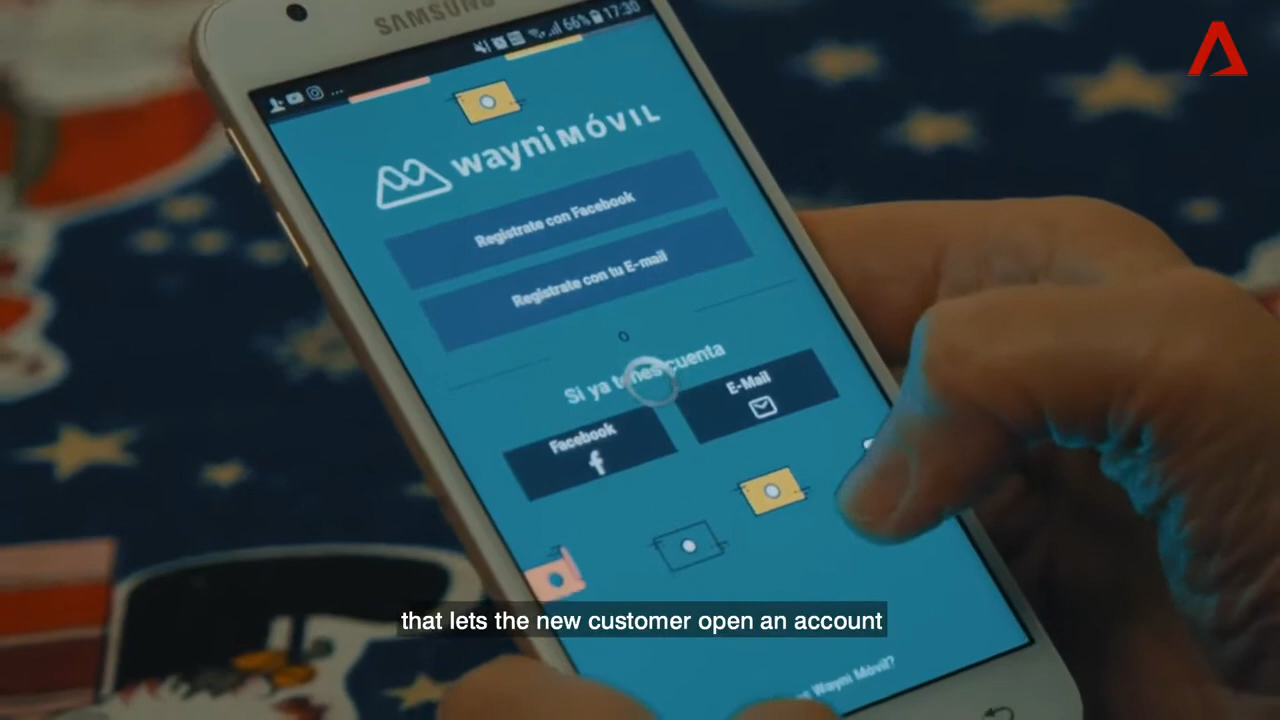 SAMSUNG
66% 17:30
wayni MÓVIL
Registrate con Facebook
Registrate con tu E-mail
o
Si ya tenes cuenta
Facebook
E-Mail
that lets the new customer open an account
Wayni Móvil?